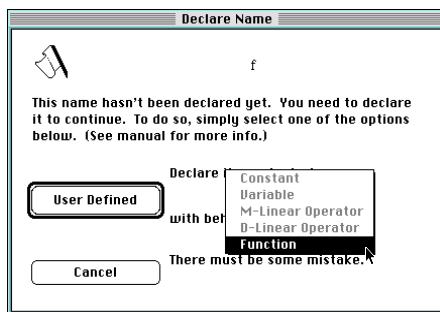 Declare Name
f
This name hasn't been declared yet. You need to declare
it to continue. To do so, simply select one of the options
below. (See manual for more info.)
Declare
User Defined
with
Constant
Variable
M-Linear Operator
D-Linear Operator
Function
There must be some mistake.
Cancel